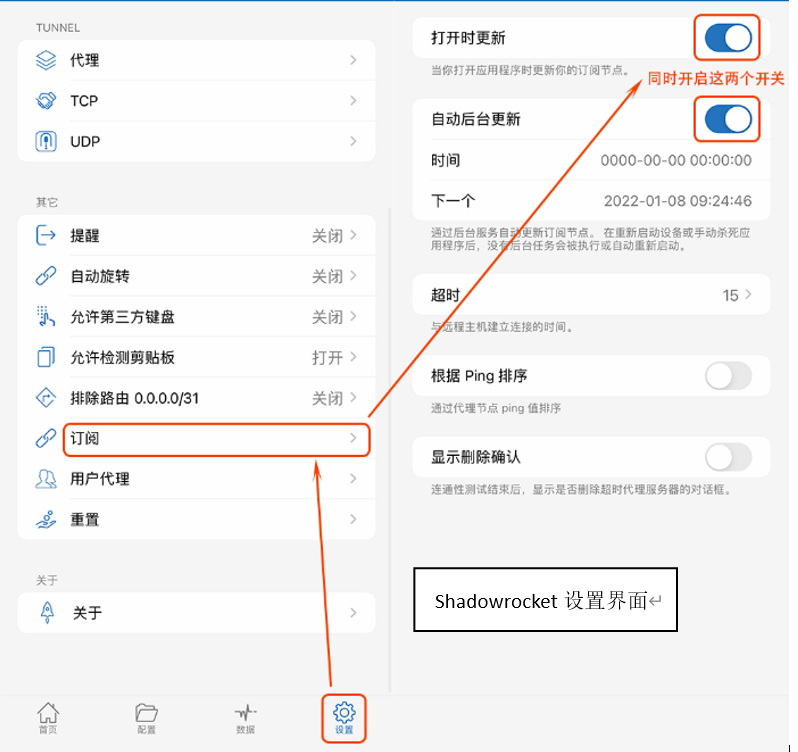 TUNNEL
代理
TCP
UDP
其它
提醒 关闭
自动旋转 关闭
允许第三方键盘 关闭
允许检测剪贴板 打开
排除路由 0.0.0.0/31 关闭
订阅
用户代理
重置
关于
关于
首页 配置 数据 设置
打开时更新
当你打开应用程序时更新你的订阅节点。
同时开启这两个开关
自动后台更新
时间 0000-00-00 00:00:00
下一个 2022-01-08 09:24:46
通过后台服务自动更新订阅节点。在重新启动设备或手动杀死应
用程序后，没有后台任务会被执行或自动重新启动。
超时 15
与远程主机建立连接的时间。
根据 Ping 排序
通过代理节点 ping 值排序
显示删除确认
连通性测试结束后，显示是否删除超时代理服务器的对话框。
Shadowrocket 设置界面↵